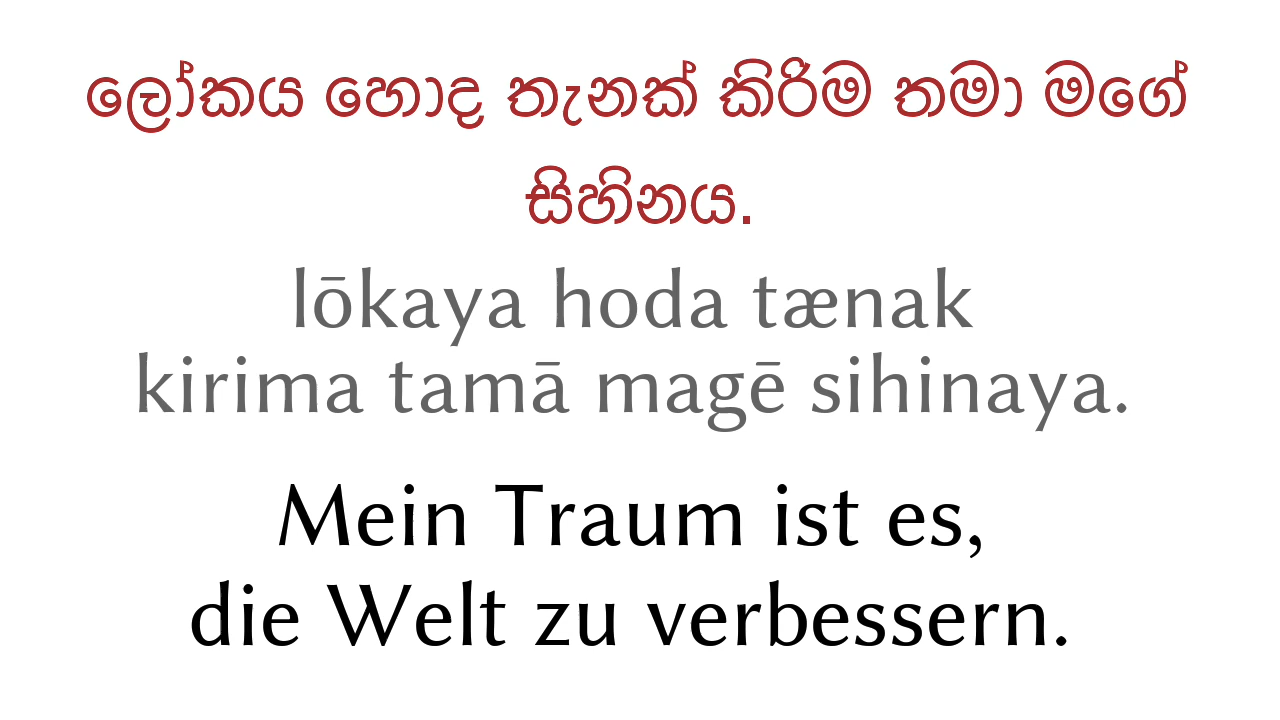 ලෝකය හොඳ තැනක් කිරිම තමා මගේ
සිහිනය.
lōkaya hoda tænak
kirima tamā magē sihinaya.
Mein Traum ist es,
die Welt zu verbessern.